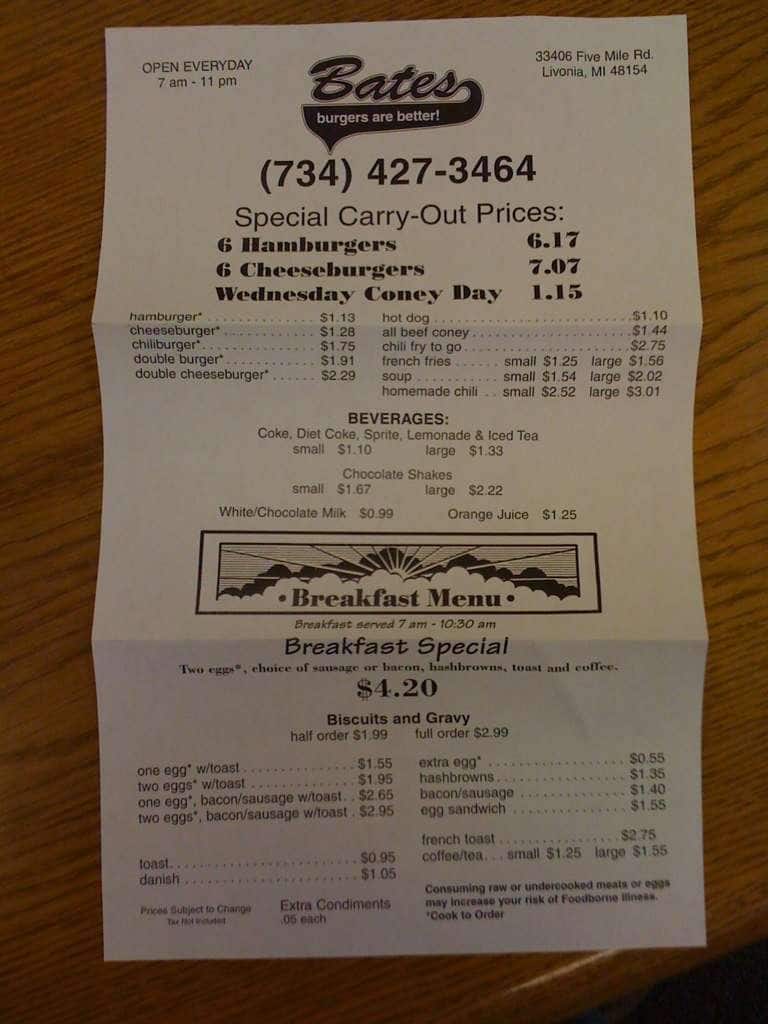 OPEN EVERYDAY
7 am - 11 pm
Bates
burgers are better!
33406 Five Mile Rd.
Livonia, MI 48154
(734) 427-3464
Special Carry-Out Prices:
6 Hamburgers 6.17
6 Cheeseburgers 7.07
Wednesday Coney Day 1.15
hamburger* . . . . . . . . . . . . $1.13
cheeseburger* . . . . . . . . . . . $1.28
chiliburger* . . . . . . . . . . . . $1.75
double burger* . . . . . . . . . . $1.91
double cheeseburger* . . . . . . $2.29
hot dog . . . . . . . . . . . . . . . . . . . . . . . . $1.10
all beef coney . . . . . . . . . . . . . . . . . . . $1.44
chili fry to go . . . . . . . . . . . . . . . . . . . . $2.75
french fries . . . . . . small $1.25 large $1.56
soup . . . . . . . . . . . small $1.54 large $2.02
homemade chili . . small $2.52 large $3.01
BEVERAGES:
Coke, Diet Coke, Sprite, Lemonade & Iced Tea
small $1.10 large $1.33
Chocolate Shakes
small $1.67 large $2.22
White/Chocolate Milk $0.99 Orange Juice $1.25
• Breakfast Menu •
Breakfast served 7 am - 10:30 am
Breakfast Special
Two eggs*, choice of sausage or bacon, hashbrowns, toast and coffee.
$4.20
Biscuits and Gravy
half order $1.99 full order $2.99
one egg* w/toast . . . . . . . . . . . . . $1.55
two eggs* w/toast . . . . . . . . . . . . $1.95
one egg*, bacon/sausage w/toast . . $2.65
two eggs*, bacon/sausage w/toast . $2.95
toast. . . . . . . . . . . . . . . . . . . . . . $0.95
danish . . . . . . . . . . . . . . . . . . . . $1.05
extra egg* . . . . . . . . . . . . . . . . . . $0.55
hashbrowns . . . . . . . . . . . . . . . . . $1.35
bacon/sausage . . . . . . . . . . . . . . . $1.40
egg sandwich . . . . . . . . . . . . . . . . $1.55
french toast . . . . . . . . . . . . . . . . $2.75
coffee/tea. . . small $1.25 large $1.55
Prices Subject to Change
Tax Not Included
Extra Condiments
.05 each
Consuming raw or undercooked meats or eggs
may increase your risk of Foodborne Illness.
*Cook to Order